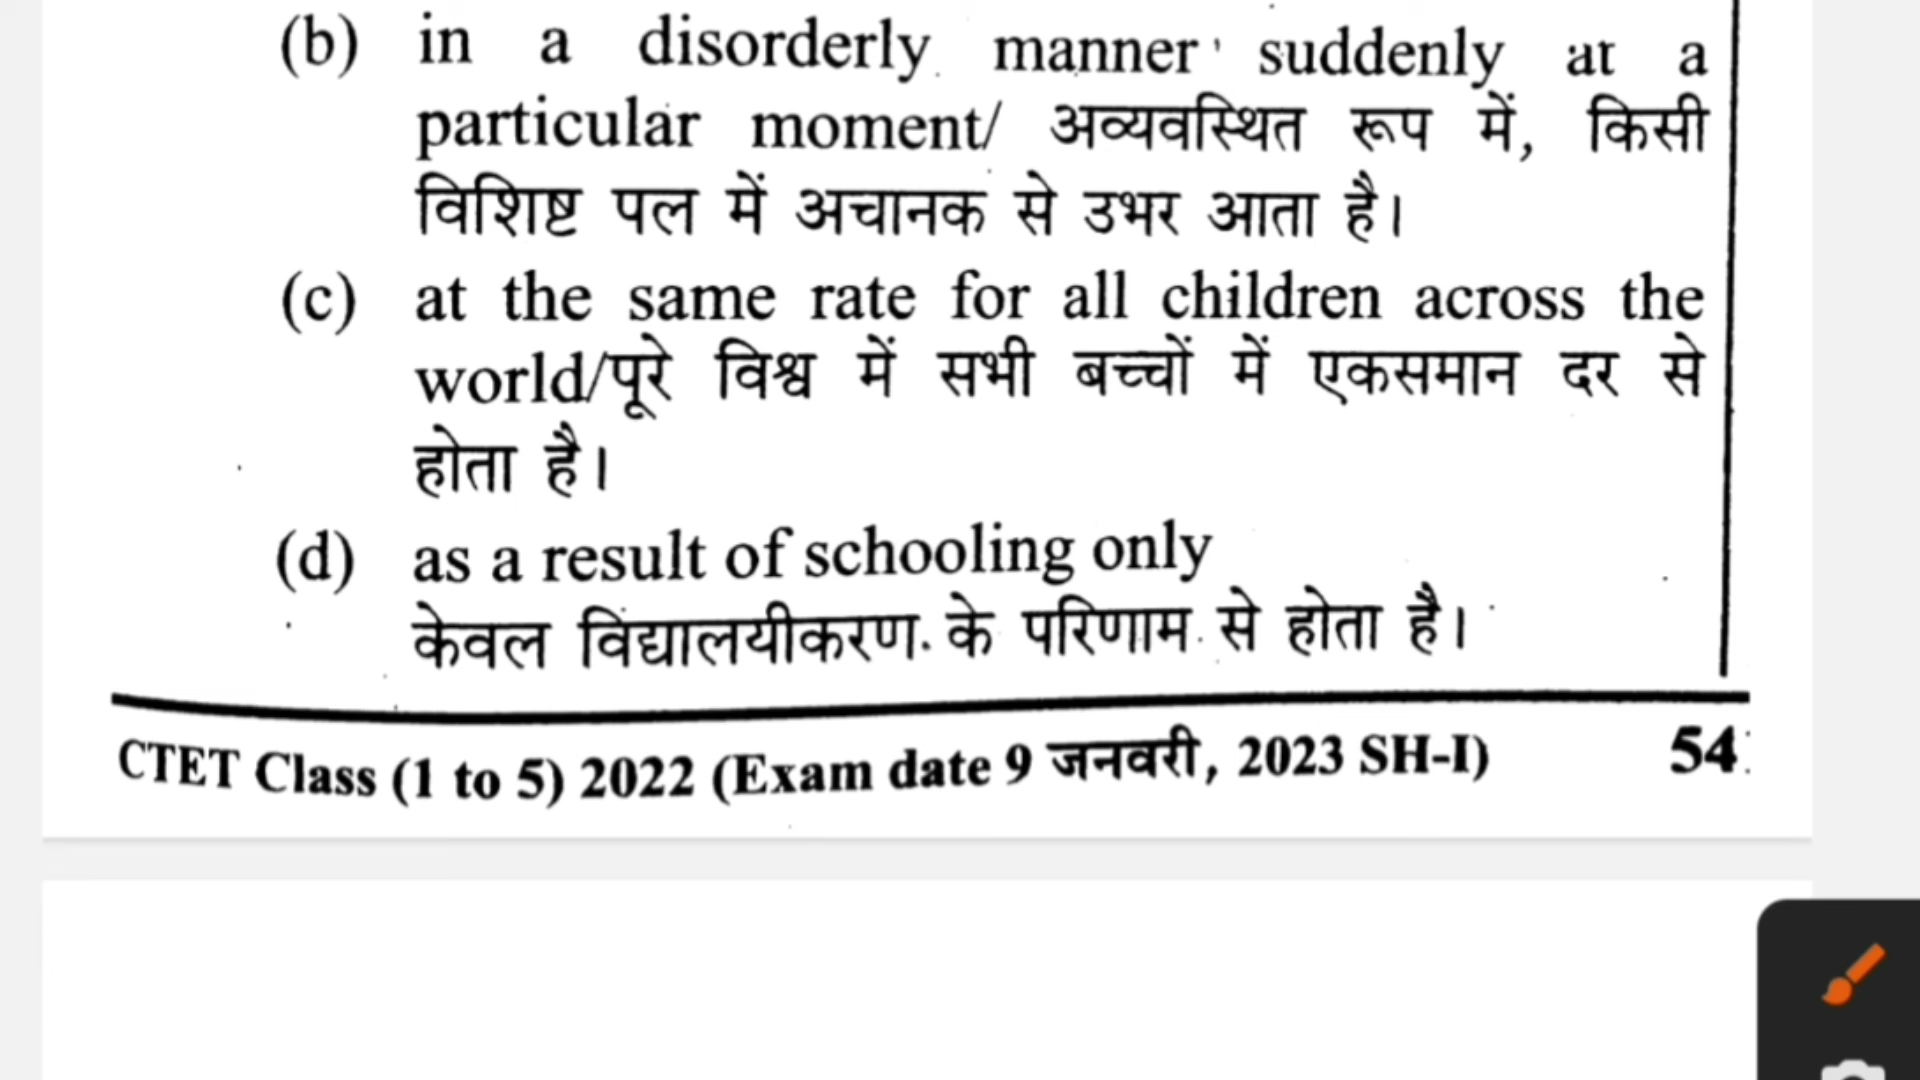 (b) in a disorderly manner suddenly at a
particular moment/ अव्यवस्थित रूप में, किसी
विशिष्ट पल में अचानक से उभर आता है।
(c) at the same rate for all children across the
world/पूरे विश्व में सभी बच्चों में एकसमान दर से
होता है।
(d) as a result of schooling only
केवल विद्यालयीकरण के परिणाम से होता है।
CTET Class (1 to 5) 2022 (Exam date 9 जनवरी, 2023 SH-I) 54